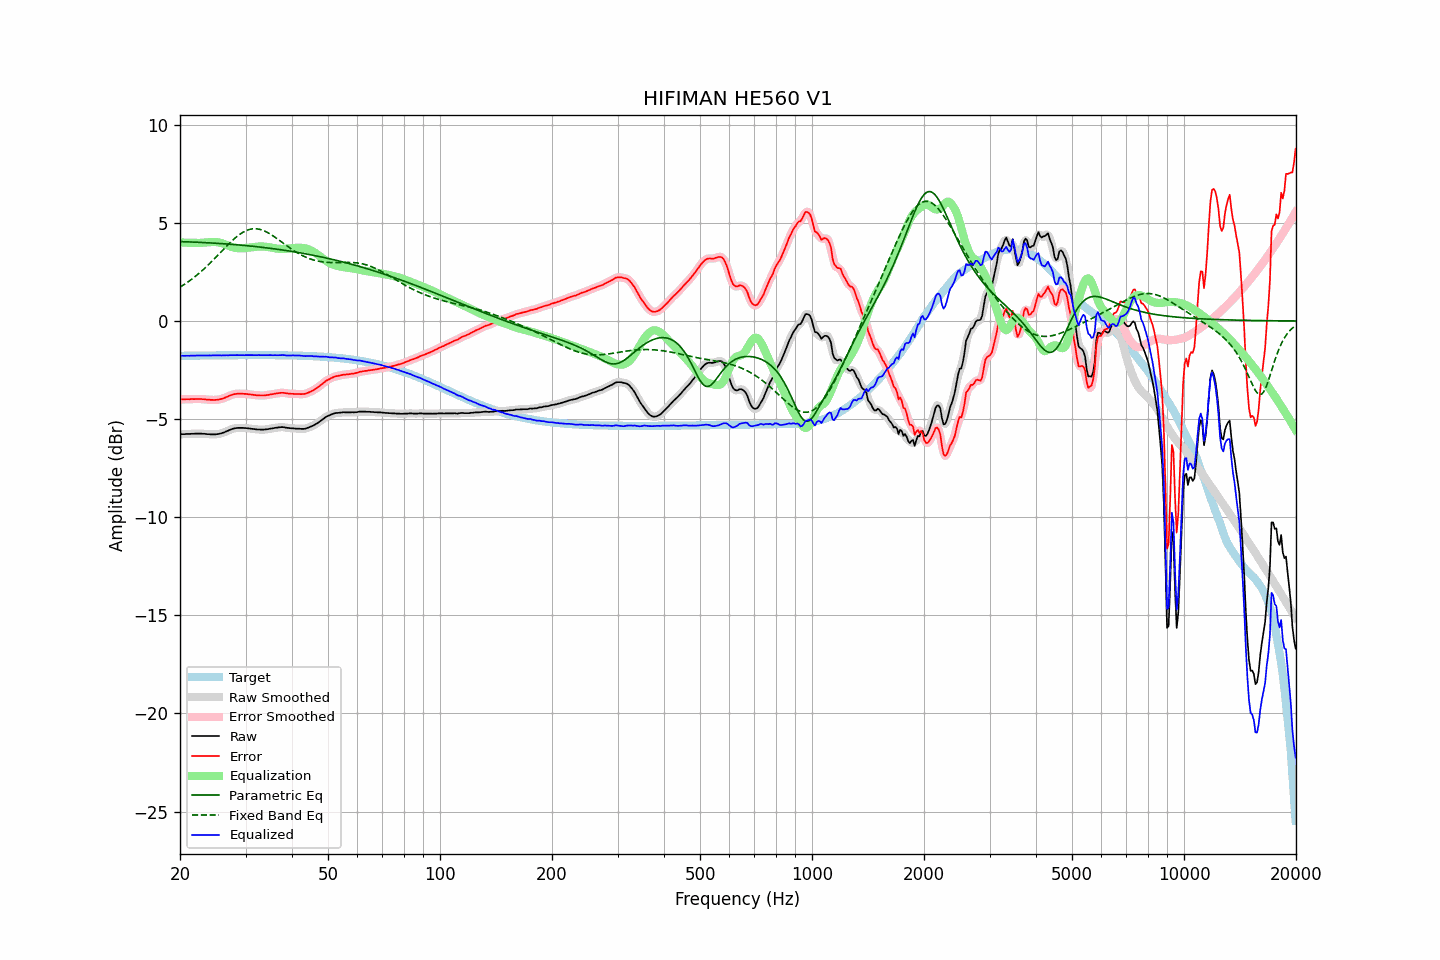 HIFIMAN HE560 V1
Amplitude (dBr)
10
5
0
−5
−10
−15
−20
−25
Target
Raw Smoothed
Error Smoothed
Raw
Error
Equalization
Parametric Eq
Fixed Band Eq
Equalized
20 50 100 200 500 1000 2000 5000 10000 20000
Frequency (Hz)